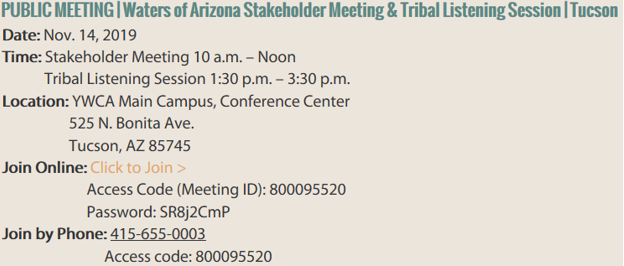 PUBLIC MEETING | Waters of Arizona Stakeholder Meeting & Tribal Listening Session | Tucson
Date: Nov. 14, 2019
Time: Stakeholder Meeting 10 a.m. – Noon
Tribal Listening Session 1:30 p.m. – 3:30 p.m.
Location: YWCA Main Campus, Conference Center
525 N. Bonita Ave.
Tucson, AZ 85745
Join Online: Click to Join >
Access Code (Meeting ID): 800095520
Password: SR8j2CmP
Join by Phone: 415-655-0003
Access code: 800095520